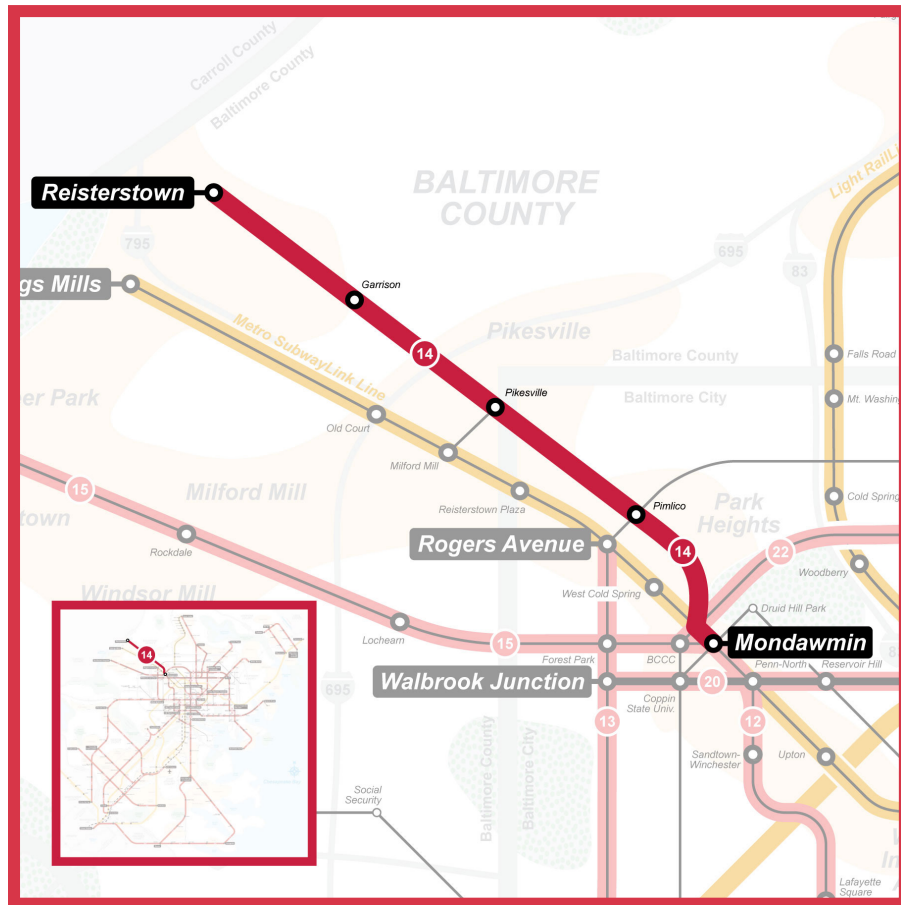 Carroll County
Baltimore County
Light RailLi
Reisterstown
BALTIMORE
COUNTY
795
695
83
gs Mills
Garrison
Metro SubwayLink Line
Pikesville
14
Baltimore County
Falls Road
Pikesville
Baltimore City
Mt. Washing
er Park
Old Court
Milford Mill
15
Milford Mill
Reisterstown Plaza
Cold Spring
town
Pimlico
Park
Heights
Rockdale
Rogers Avenue
14
22
Woodberry
West Cold Spring
Windsor Mill
Druid Hill Park
Lochearn
15
Forest Park
BCCC
Mondawmin
14
Penn-North
Reservoir Hill
83
Walbrook Junction
20
695
Coppin
State Univ.
13
12
Baltimore County
Baltimore City
Sandtown-
Winchester
Upton
Social
Security
Lafayette
Square